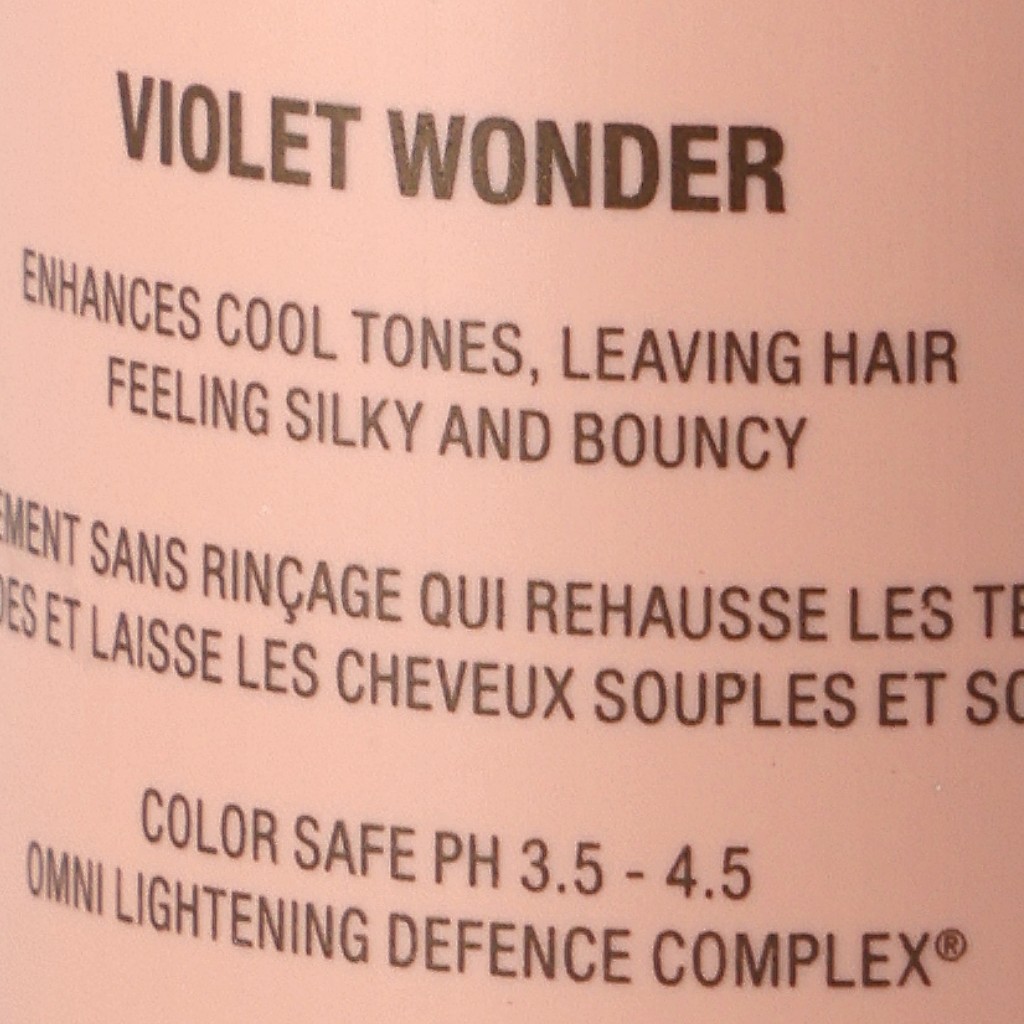 VIOLET WONDER
ENHANCES COOL TONES, LEAVING HAIR
FEELING SILKY AND BOUNCY
SANS RINÇAGE QUI REHAUSSE LES
ET LAISSE LES CHEVEUX SOUPLES ET
COLOR SAFE PH 3.5 - 4.5
OMNI LIGHTENING DEFENCE COMPLEX®